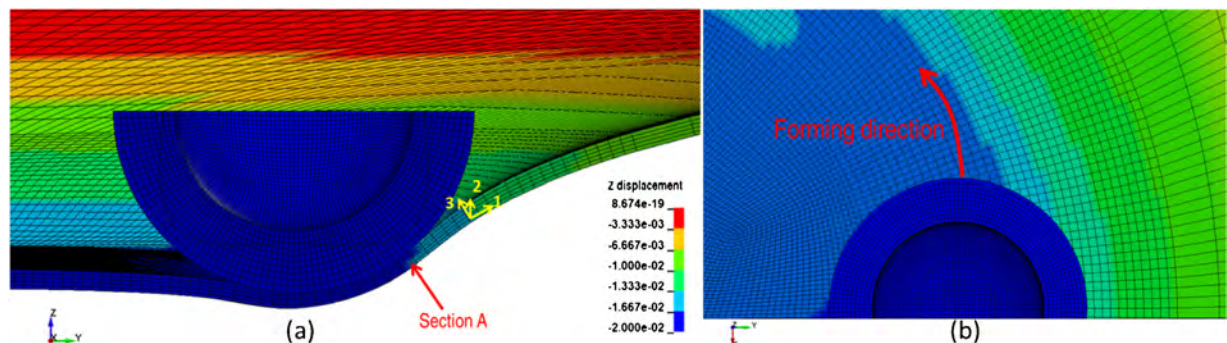 3 2 1
Section A
(a)
Z
X Y
Z displacement
8.674e-19
-3.333e-03
-6.667e-03
-1.000e-02
-1.333e-02
-1.667e-02
-2.000e-02
Forming direction
(b)
Z Y